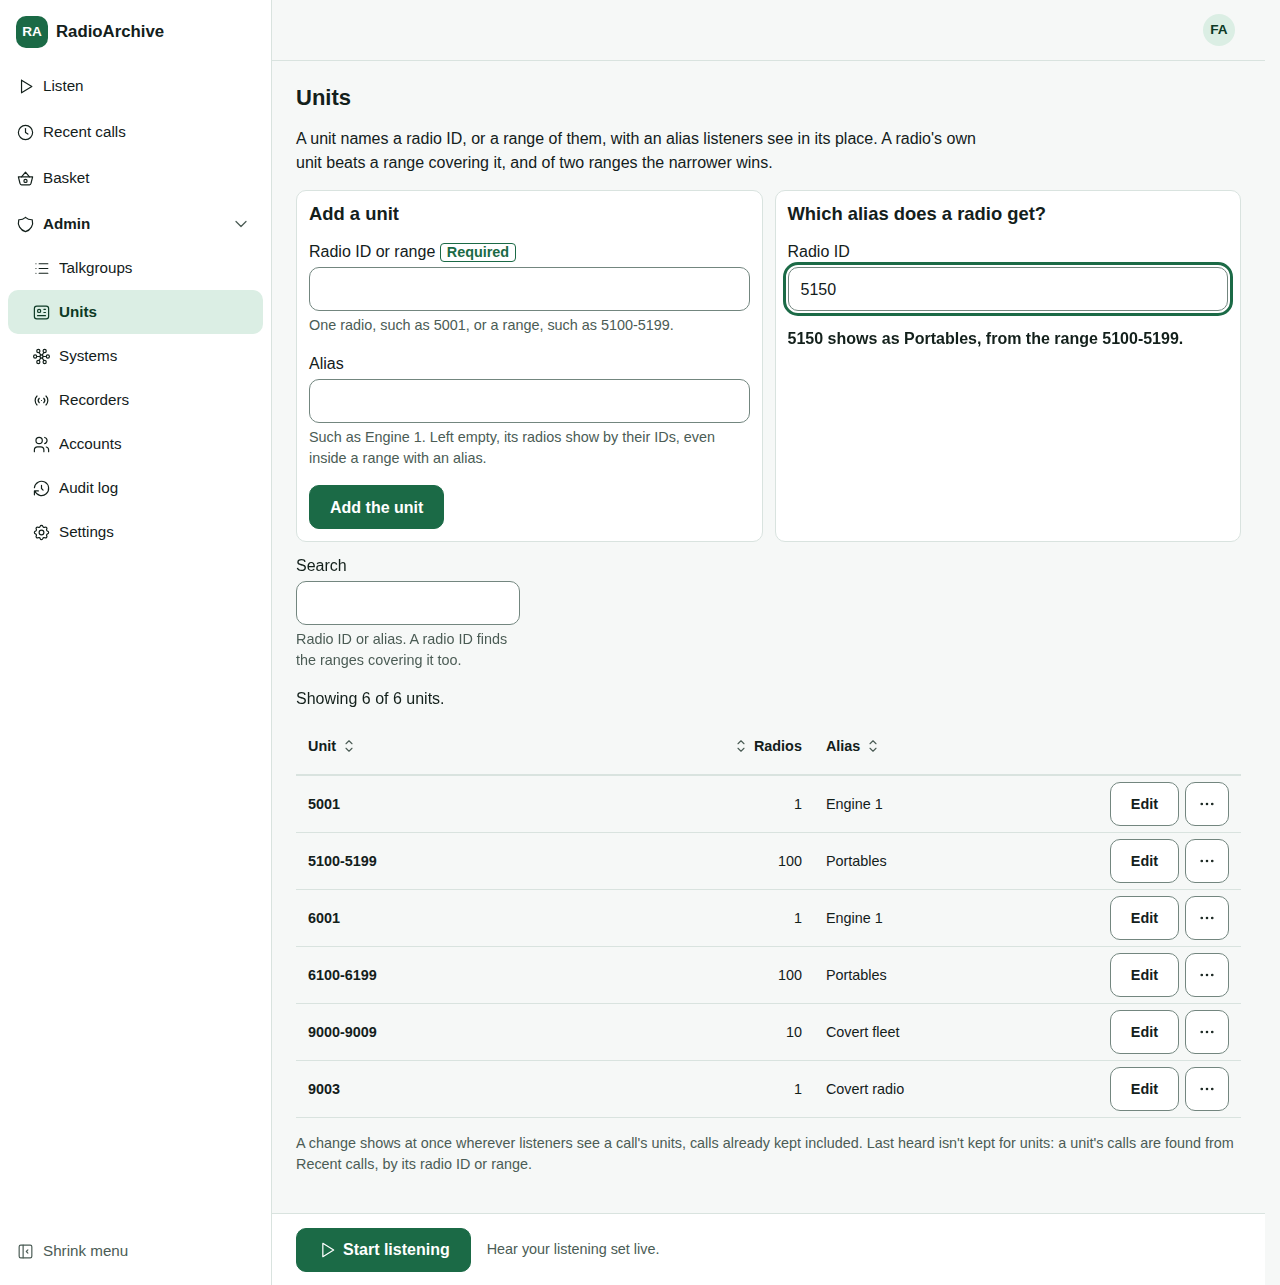 RA RadioArchive
Listen
Recent calls
Basket
Admin
Talkgroups
Units
Systems
Recorders
Accounts
Audit log
Settings
Shrink menu
FA
Units
A unit names a radio ID, or a range of them, with an alias listeners see in its place. A radio's own
unit beats a range covering it, and of two ranges the narrower wins.
Add a unit
Radio ID or range Required
One radio, such as 5001, or a range, such as 5100-5199.
Alias
Such as Engine 1. Left empty, its radios show by their IDs, even
inside a range with an alias.
Add the unit
Which alias does a radio get?
Radio ID
5150
5150 shows as Portables, from the range 5100-5199.
Search
Radio ID or alias. A radio ID finds
the ranges covering it too.
Showing 6 of 6 units.
Unit Radios Alias
5001 1 Engine 1 Edit
5100-5199 100 Portables Edit
6001 1 Engine 1 Edit
6100-6199 100 Portables Edit
9000-9009 10 Covert fleet Edit
9003 1 Covert radio Edit
A change shows at once wherever listeners see a call's units, calls already kept included. Last heard isn't kept for units: a unit's calls are found from
Recent calls, by its radio ID or range.
Start listening Hear your listening set live.